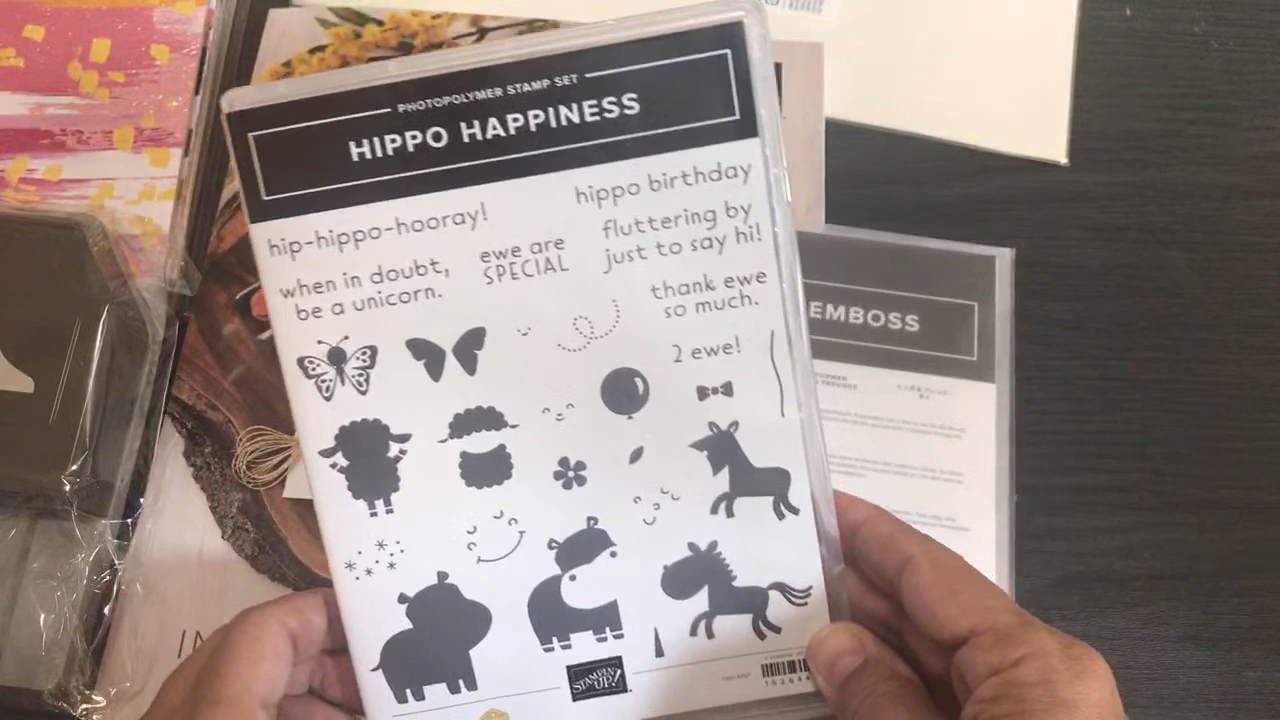 PHOTOPOLYMER STAMP SET
HIPPO HAPPINESS
hip-hippo-hooray!
hippo birthday
when in doubt,
be a unicorn.
ewe are
SPECIAL
fluttering by
just to say hi!
thank ewe
so much.
2 ewe!
STAMPIN' UP!
EMBOSS